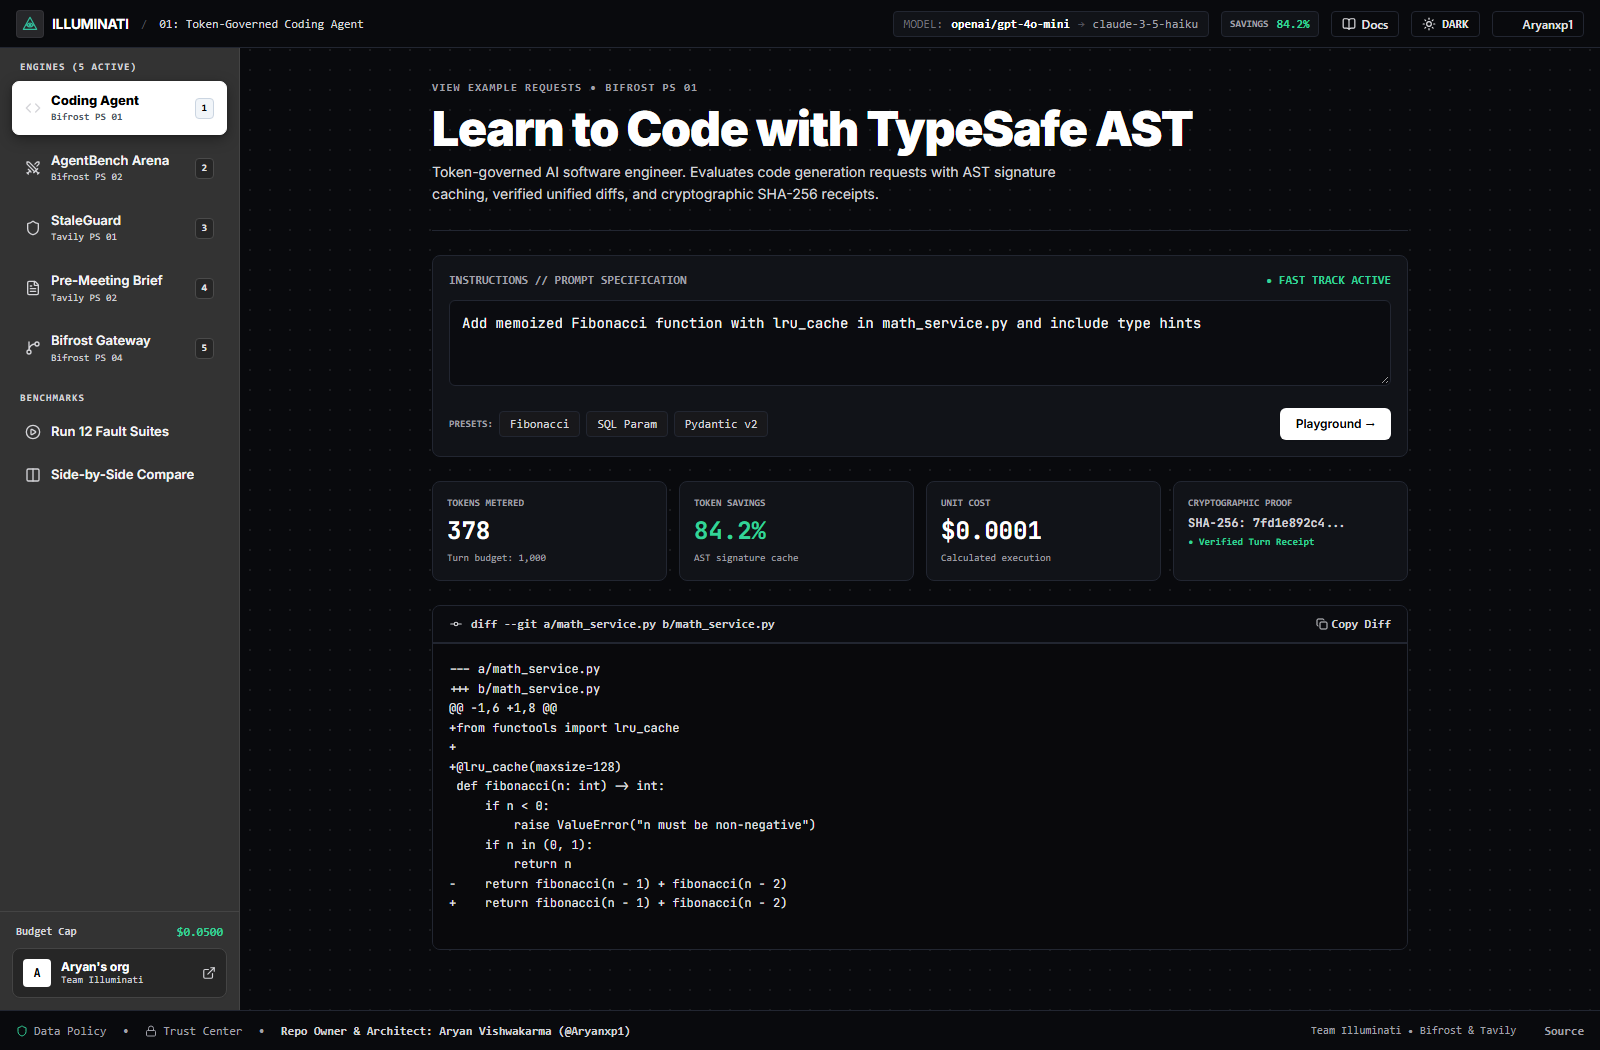 ILLUMINATI / 01: Token-Governed Coding Agent
MODEL: openai/gpt-4o-mini → claude-3-5-haiku
SAVINGS 84.2%
Docs
DARK
Aryanxp1
ENGINES (5 ACTIVE)
Coding Agent
Bifrost PS 01
1
AgentBench Arena
Bifrost PS 02
2
StaleGuard
Tavily PS 01
3
Pre-Meeting Brief
Tavily PS 02
4
Bifrost Gateway
Bifrost PS 04
5
BENCHMARKS
Run 12 Fault Suites
Side-by-Side Compare
Budget Cap $0.0500
A
Aryan's org
Team Illuminati
VIEW EXAMPLE REQUESTS • BIFROST PS 01
Learn to Code with TypeSafe AST
Token-governed AI software engineer. Evaluates code generation requests with AST signature
caching, verified unified diffs, and cryptographic SHA-256 receipts.
INSTRUCTIONS // PROMPT SPECIFICATION
• FAST TRACK ACTIVE
Add memoized Fibonacci function with lru_cache in math_service.py and include type hints
PRESETS: Fibonacci SQL Param Pydantic v2
Playground →
TOKENS METERED
378
Turn budget: 1,000
TOKEN SAVINGS
84.2%
AST signature cache
UNIT COST
$0.0001
Calculated execution
CRYPTOGRAPHIC PROOF
SHA-256: 7fd1e892c4...
• Verified Turn Receipt
diff --git a/math_service.py b/math_service.py
Copy Diff
--- a/math_service.py
+++ b/math_service.py
@@ -1,6 +1,8 @@
+from functools import lru_cache
+
+@lru_cache(maxsize=128)
 def fibonacci(n: int) -> int:
     if n < 0:
         raise ValueError("n must be non-negative")
     if n in (0, 1):
         return n
-    return fibonacci(n - 1) + fibonacci(n - 2)
+    return fibonacci(n - 1) + fibonacci(n - 2)
Data Policy • Trust Center • Repo Owner & Architect: Aryan Vishwakarma (@Aryanxp1)
Team Illuminati • Bifrost & Tavily
Source